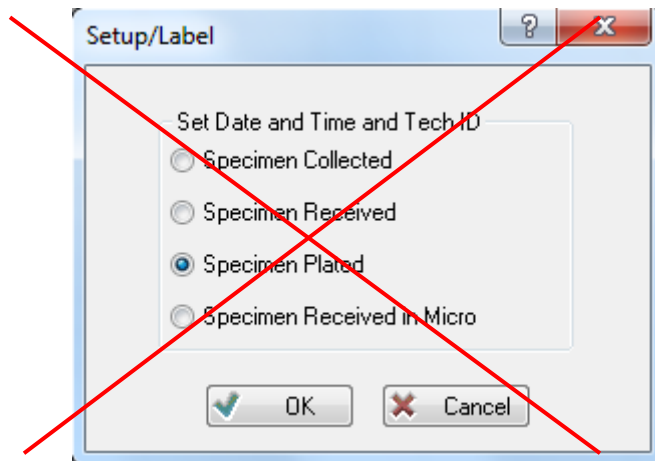 Setup/Label
?
Set Date and Time and Tech ID
Specimen Collected
Specimen Received
Specimen Plated
Specimen Received in Micro
OK Cancel